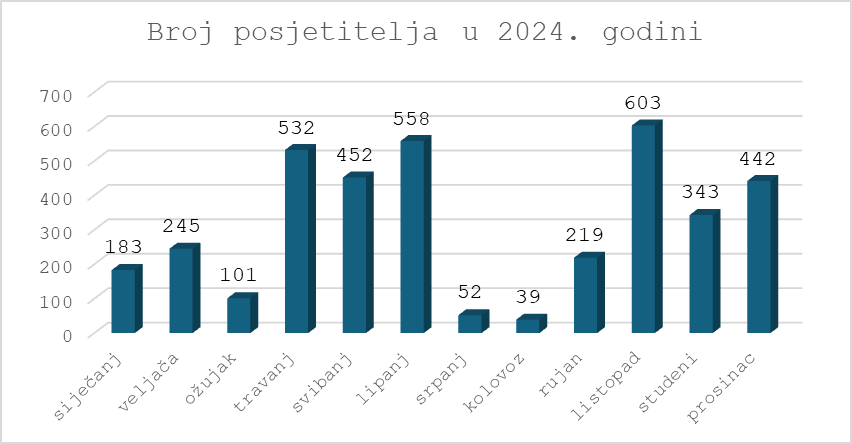 Broj posjetitelja u 2024. godini
700
600
500
400
300
200
100
0
183
245
101
532
452
558
52
39
219
603
343
442
siječanj
veljača
ožujak
travanj
svibanj
lipanj
srpanj
kolovoz
rujan
listopad
studeni
prosinac